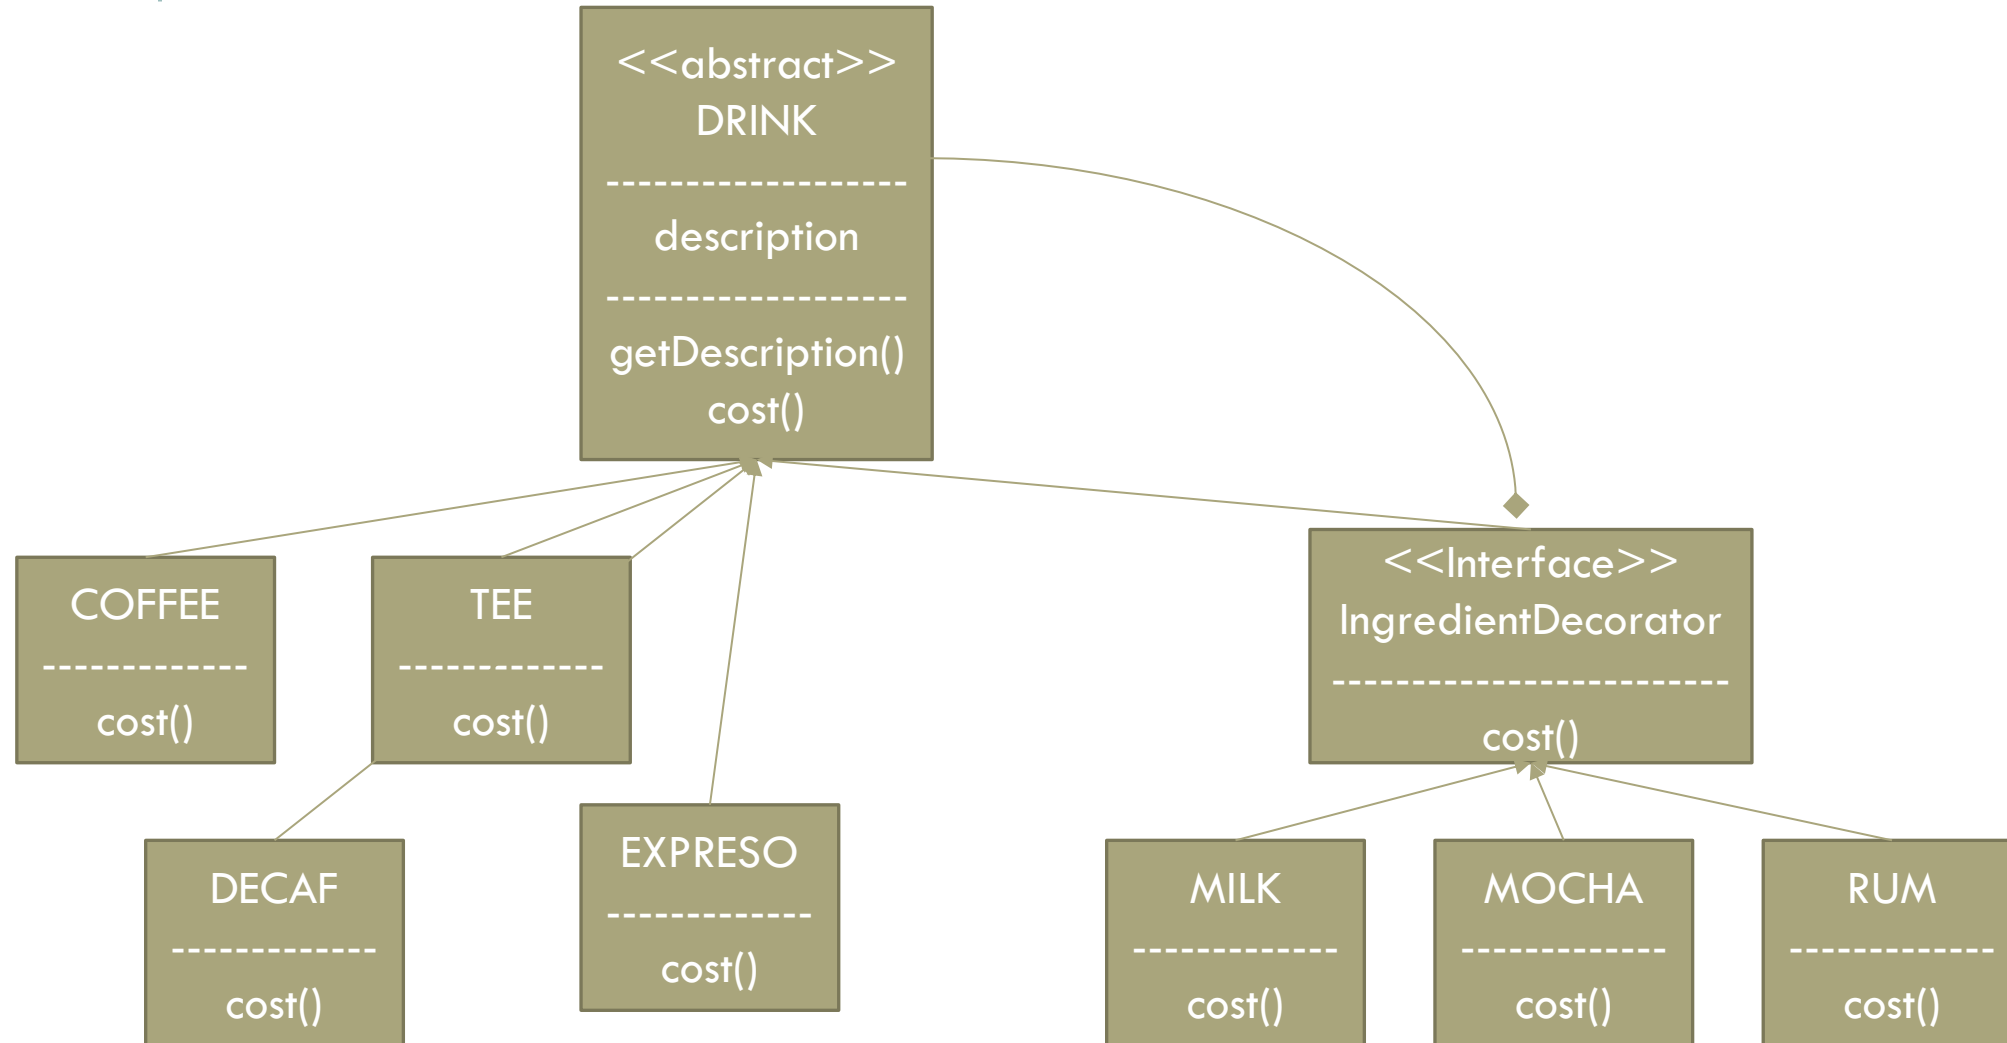 <<abstract>>
DRINK
-------------------
description
-------------------
getDescription()
cost()
COFFEE
-------------
cost()
TEE
-------------
cost()
<<Interface>>
IngredientDecorator
-------------------------
cost()
DECAF
-------------
cost()
EXPRESO
-------------
cost()
MILK
-------------
cost()
MOCHA
-------------
cost()
RUM
-------------
cost()